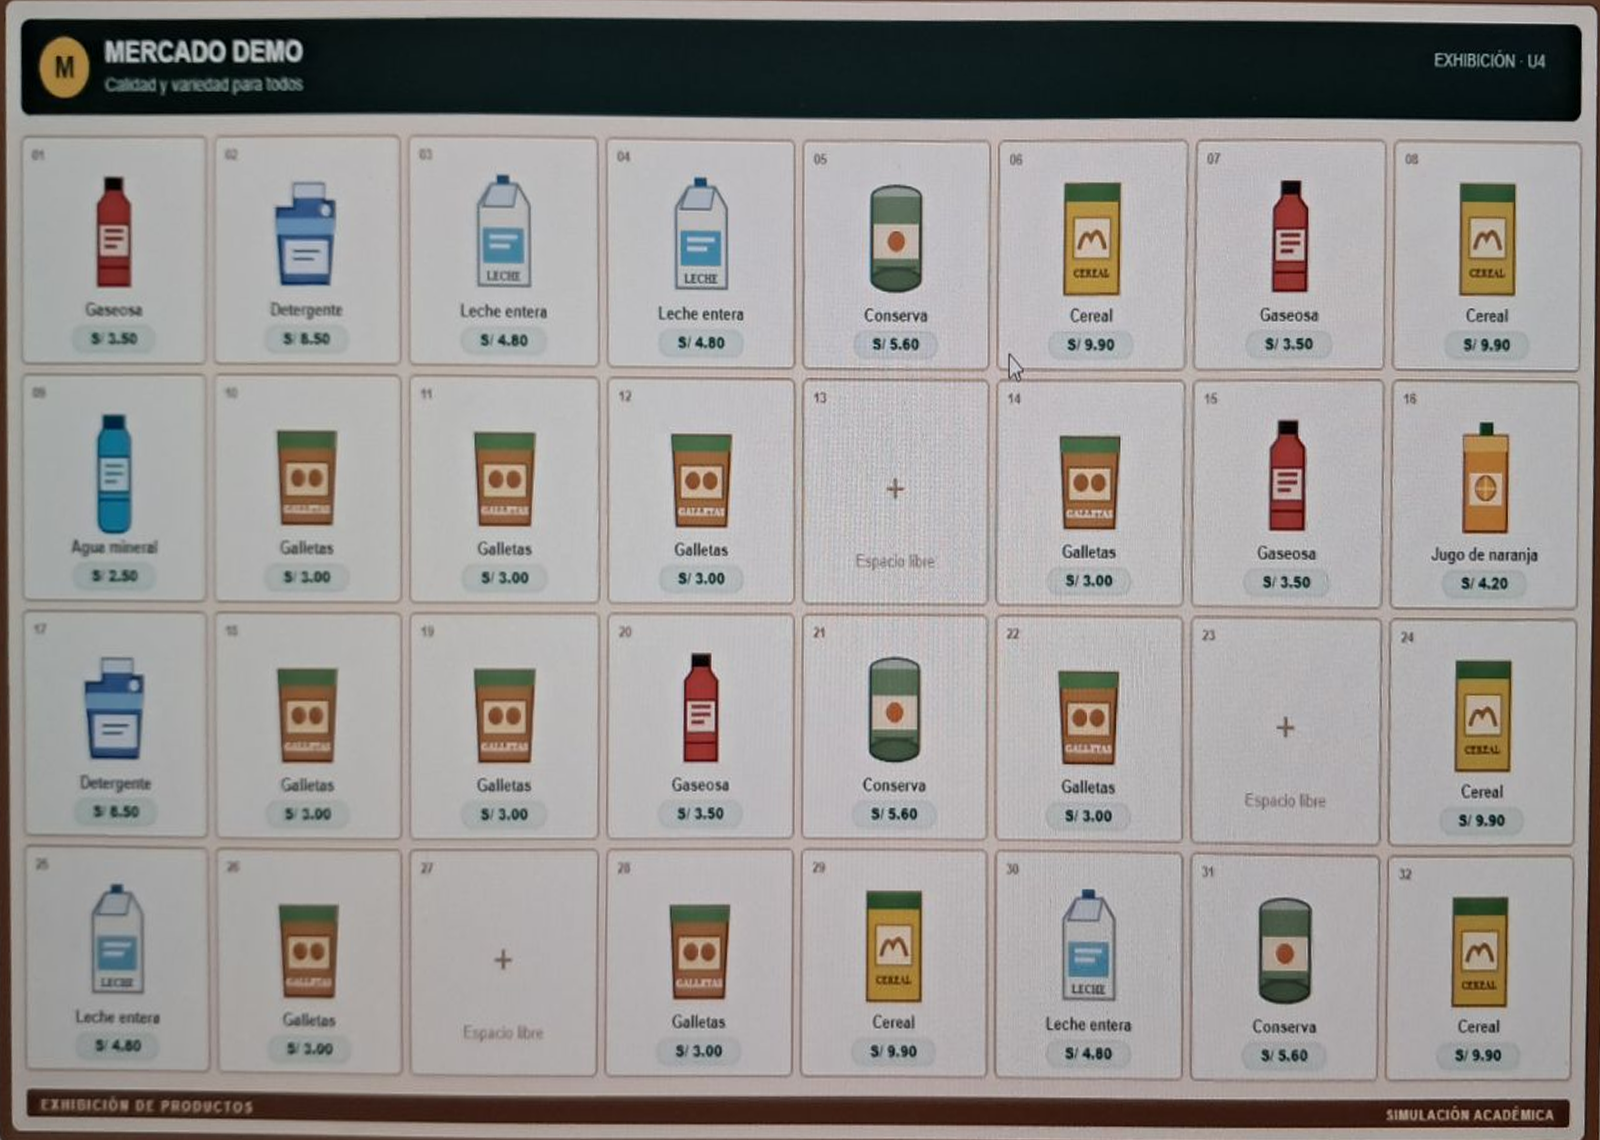 M
MERCADO DEMO
Calidad y variedad para todos
EXHIBICIÓN · U4
01
Gaseosa
S/ 3.50
02
Detergente
S/ 8.50
03
LECHE
Leche entera
S/ 4.80
04
LECHE
Leche entera
S/ 4.80
05
Conserva
S/ 5.60
06
CEREAL
Cereal
S/ 9.90
07
Gaseosa
S/ 3.50
08
CEREAL
Cereal
S/ 9.90
09
Agua mineral
S/ 2.50
10
GALLETAS
Galletas
S/ 3.00
11
GALLETAS
Galletas
S/ 3.00
12
GALLETAS
Galletas
S/ 3.00
13
+
Espacio libre
14
GALLETAS
Galletas
S/ 3.00
15
Gaseosa
S/ 3.50
16
Jugo de naranja
S/ 4.20
17
Detergente
S/ 8.50
18
GALLETAS
Galletas
S/ 3.00
19
GALLETAS
Galletas
S/ 3.00
20
Gaseosa
S/ 3.50
21
Conserva
S/ 5.60
22
GALLETAS
Galletas
S/ 3.00
23
+
Espacio libre
24
CEREAL
Cereal
S/ 9.90
25
LECHE
Leche entera
S/ 4.80
26
GALLETAS
Galletas
S/ 3.00
27
+
Espacio libre
28
GALLETAS
Galletas
S/ 3.00
29
CEREAL
Cereal
S/ 9.90
30
LECHE
Leche entera
S/ 4.80
31
Conserva
S/ 5.60
32
CEREAL
Cereal
S/ 9.90
EXHIBICIÓN DE PRODUCTOS
SIMULACIÓN ACADÉMICA